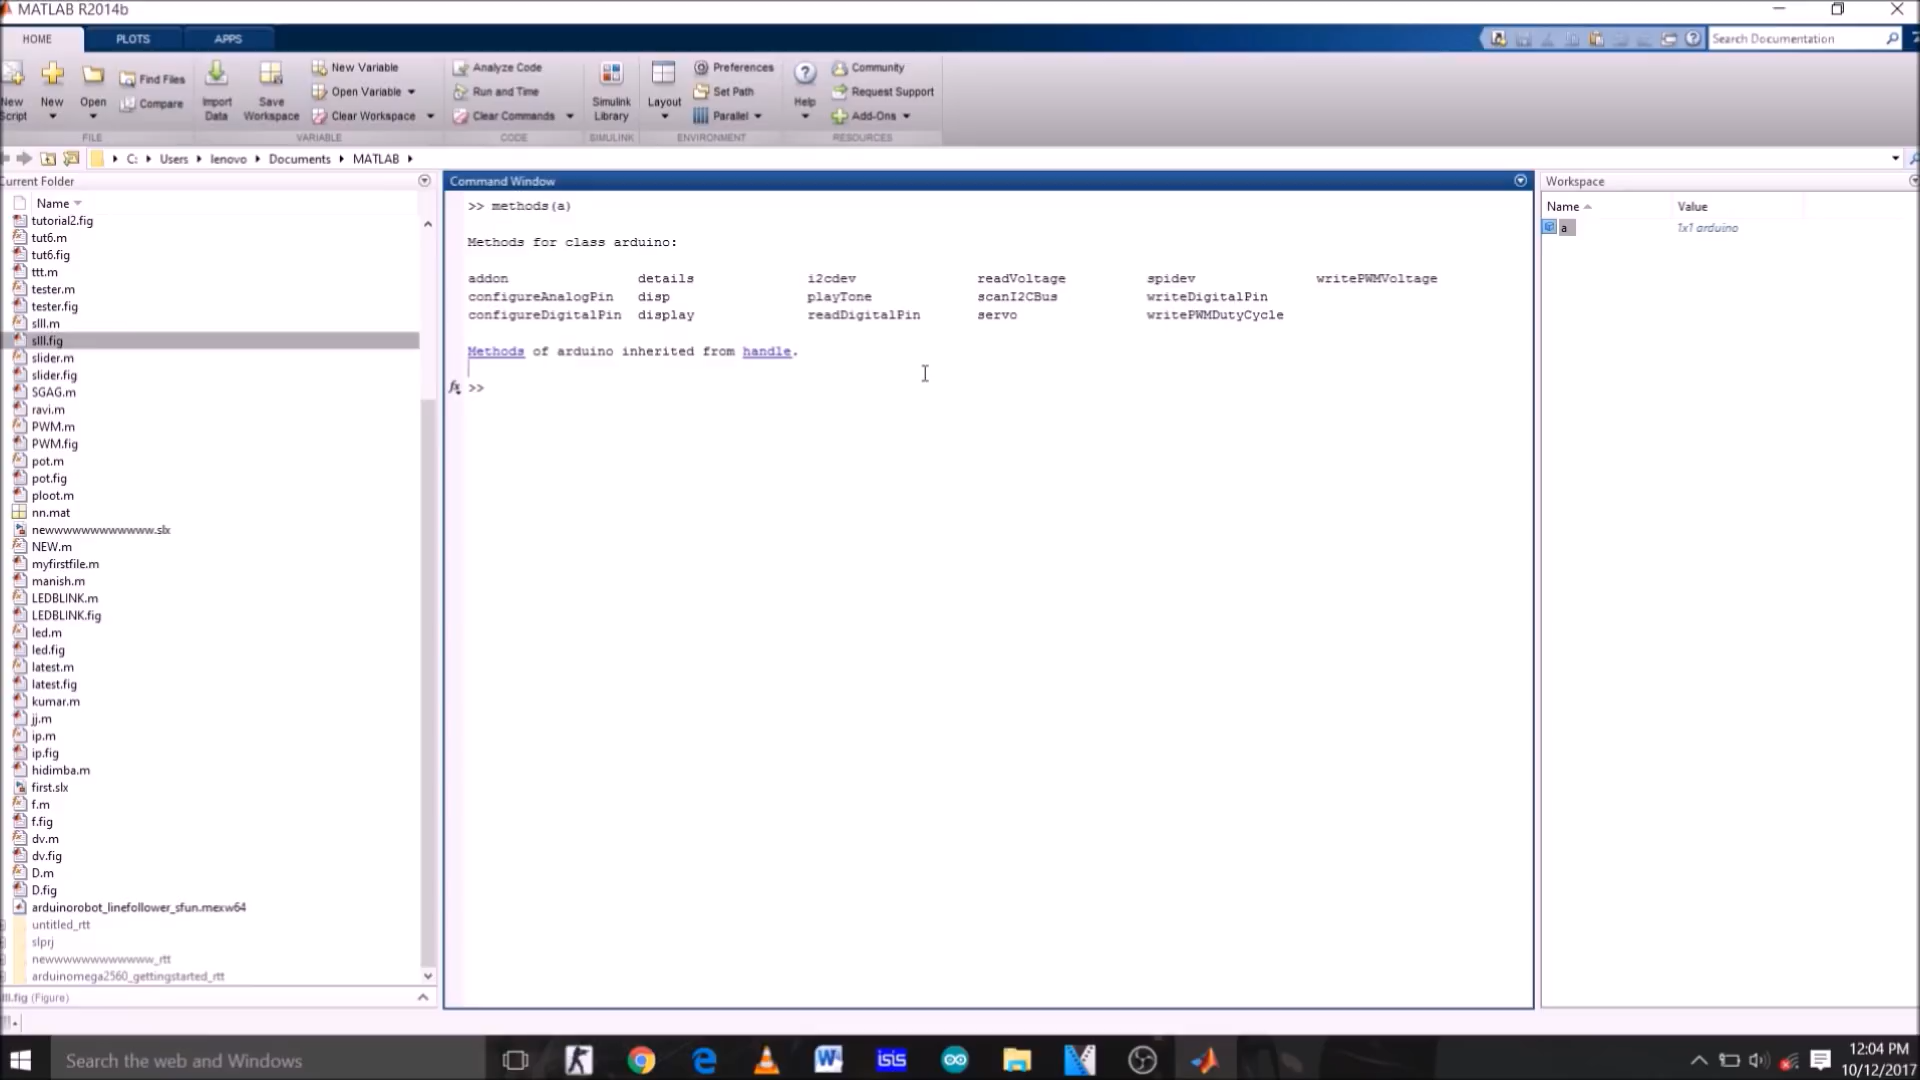 MATLAB R2014b
HOME PLOTS APPS
Search Documentation
New Script
New
Open
Find Files
Compare
Import Data
Save Workspace
New Variable
Open Variable
Clear Workspace
Analyze Code
Run and Time
Clear Commands
Simulink Library
Layout
Preferences
Set Path
Parallel
Help
Community
Request Support
Add-Ons
FILE VARIABLE CODE SIMULINK ENVIRONMENT RESOURCES
C: Users lenovo Documents MATLAB
Current Folder
Name
tutorial2.fig
tut6.m
tut6.fig
ttt.m
tester.m
tester.fig
slll.m
slll.fig
slider.m
slider.fig
SGAG.m
ravi.m
PWM.m
PWM.fig
pot.m
pot.fig
ploot.m
nn.mat
newwwwwwwwwwwww.slx
NEW.m
myfirstfile.m
manish.m
LEDBLINK.m
LEDBLINK.fig
led.m
led.fig
latest.m
latest.fig
kumar.m
jj.m
ip.m
ip.fig
hidimba.m
first.slx
f.m
f.fig
dv.m
dv.fig
D.m
D.fig
arduinorobot_linefollower_sfun.mexw64
untitled_rtt
slprj
newwwwwwwwwwwww_rtt
arduinomega2560_gettingstarted_rtt
slll.fig (Figure)
Command Window
>> methods(a)
Methods for class arduino:
addon details i2cdev readVoltage spidev writePWMVoltage
configureAnalogPin disp playTone scanI2CBus writeDigitalPin
configureDigitalPin display readDigitalPin servo writePWMDutyCycle
Methods of arduino inherited from handle.
fx >>
Workspace
Name Value
a 1x1 arduino
Search the web and Windows
isis
12:04 PM
10/12/2017